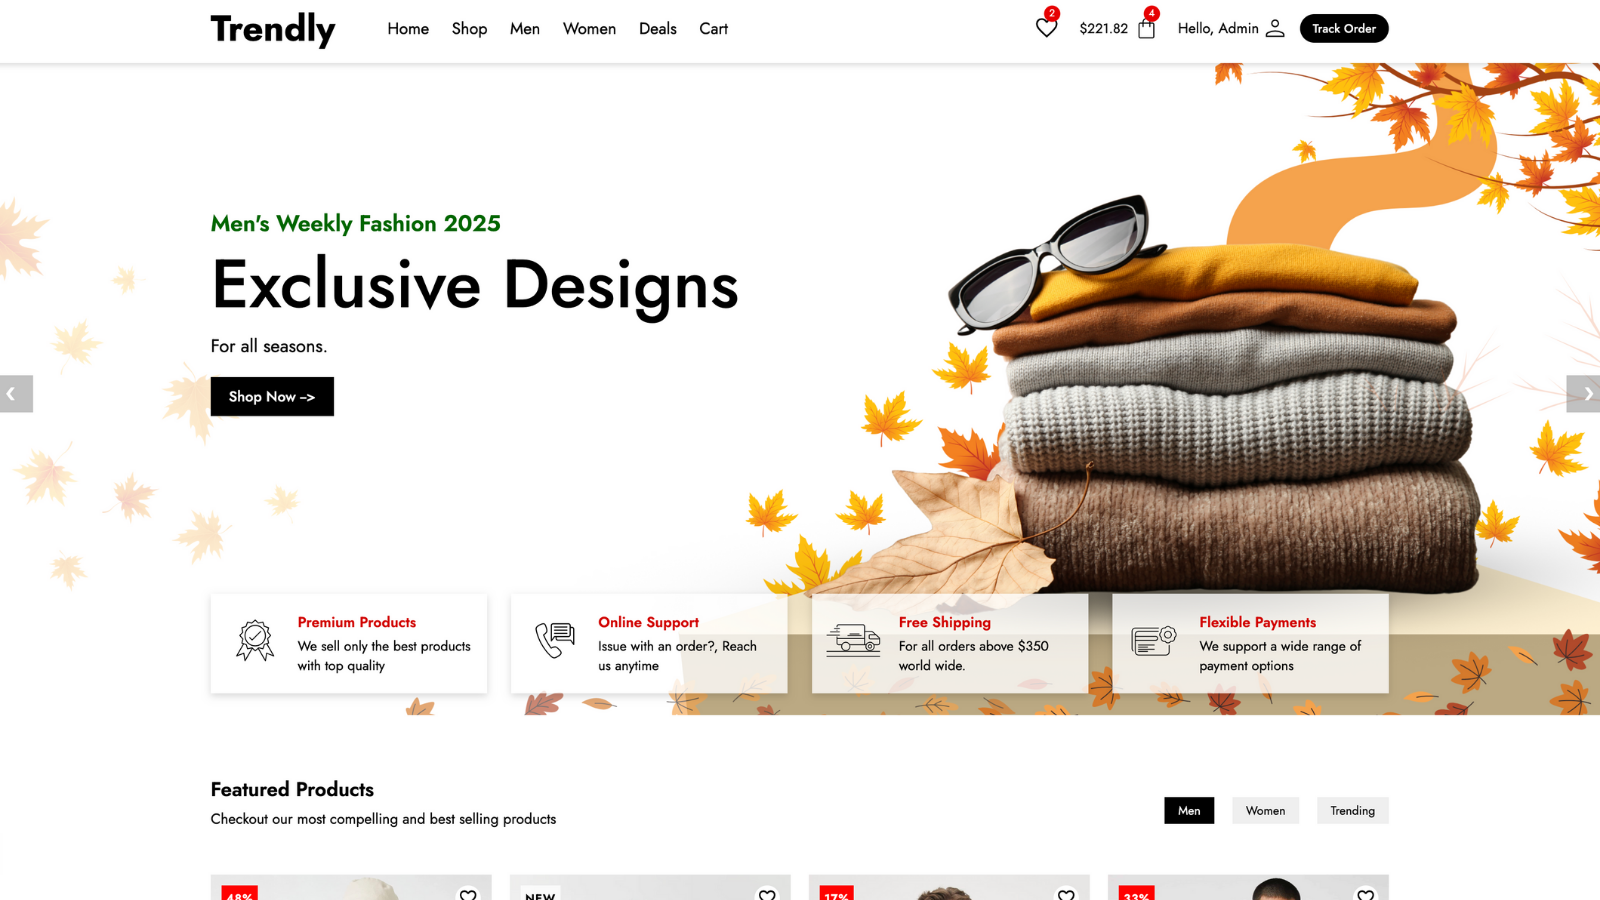 Trendly
Home
Shop
Men
Women
Deals
Cart
2
$221.82
4
Hello, Admin
Track Order
Men's Weekly Fashion 2025
Exclusive Designs
For all seasons.
Shop Now –>
❮
❯
Premium Products
We sell only the best products
with top quality
Online Support
Issue with an order?, Reach
us anytime
Free Shipping
For all orders above $350
world wide.
Flexible Payments
We support a wide range of
payment options
Featured Products
Checkout our most compelling and best selling products
Men
Women
Trending
48%
NEW
17%
33%